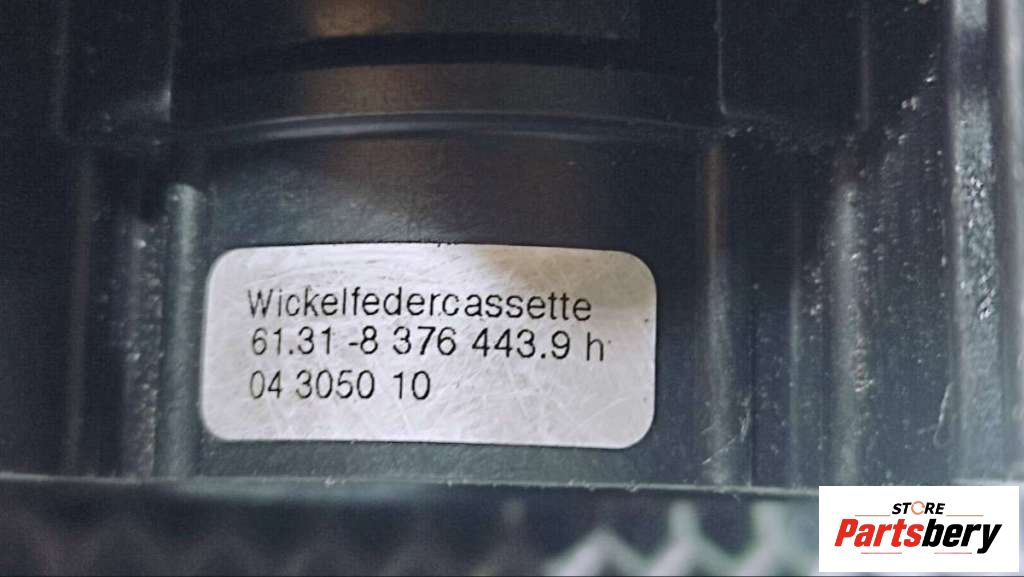 Wickelfedercassette
61.31 -8 376 443.9 h
04 3050 10
STORE
Partsbery